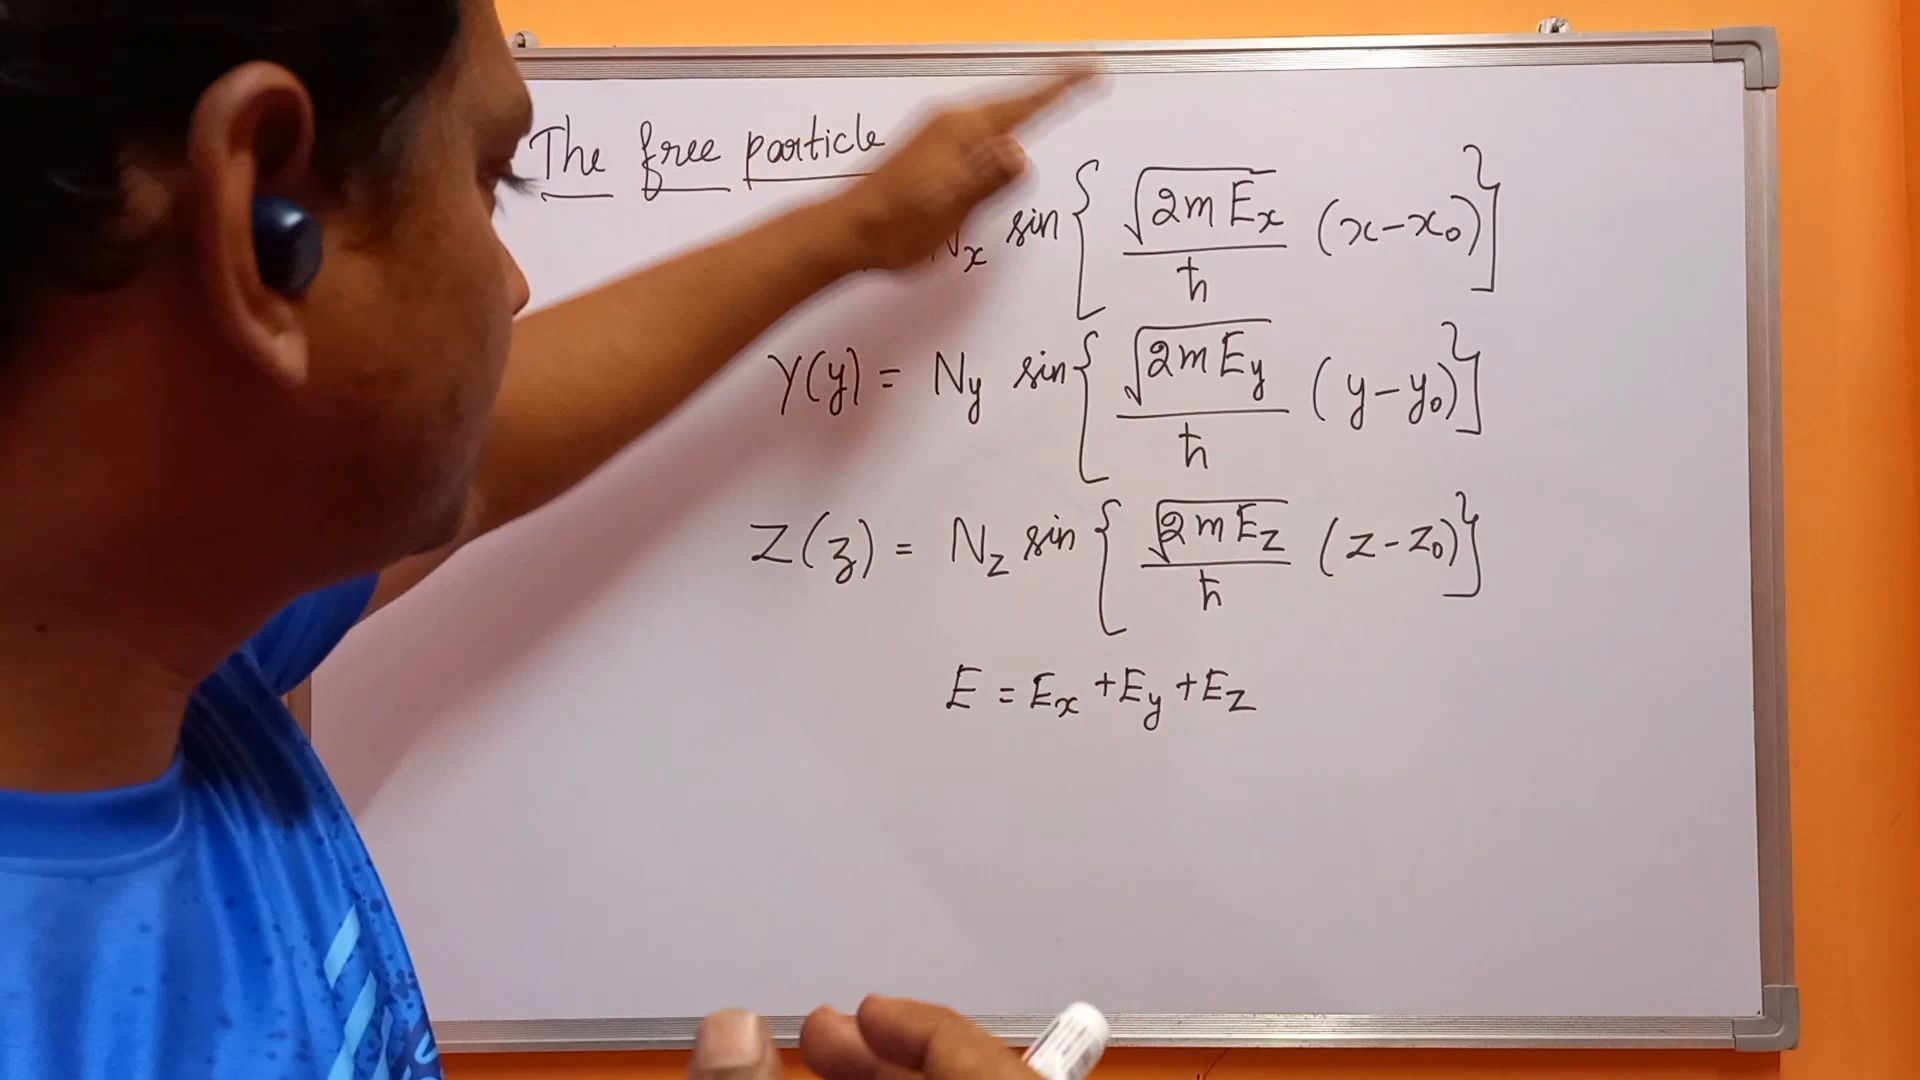 The free particle
Nx sin{ √2mEx / ħ (x-x₀)}
Y(y) = Ny sin{ √2mEy / ħ (y-y₀)}
Z(z) = Nz sin{ √2mEz / ħ (z-z₀)}
E = Ex + Ey + Ez